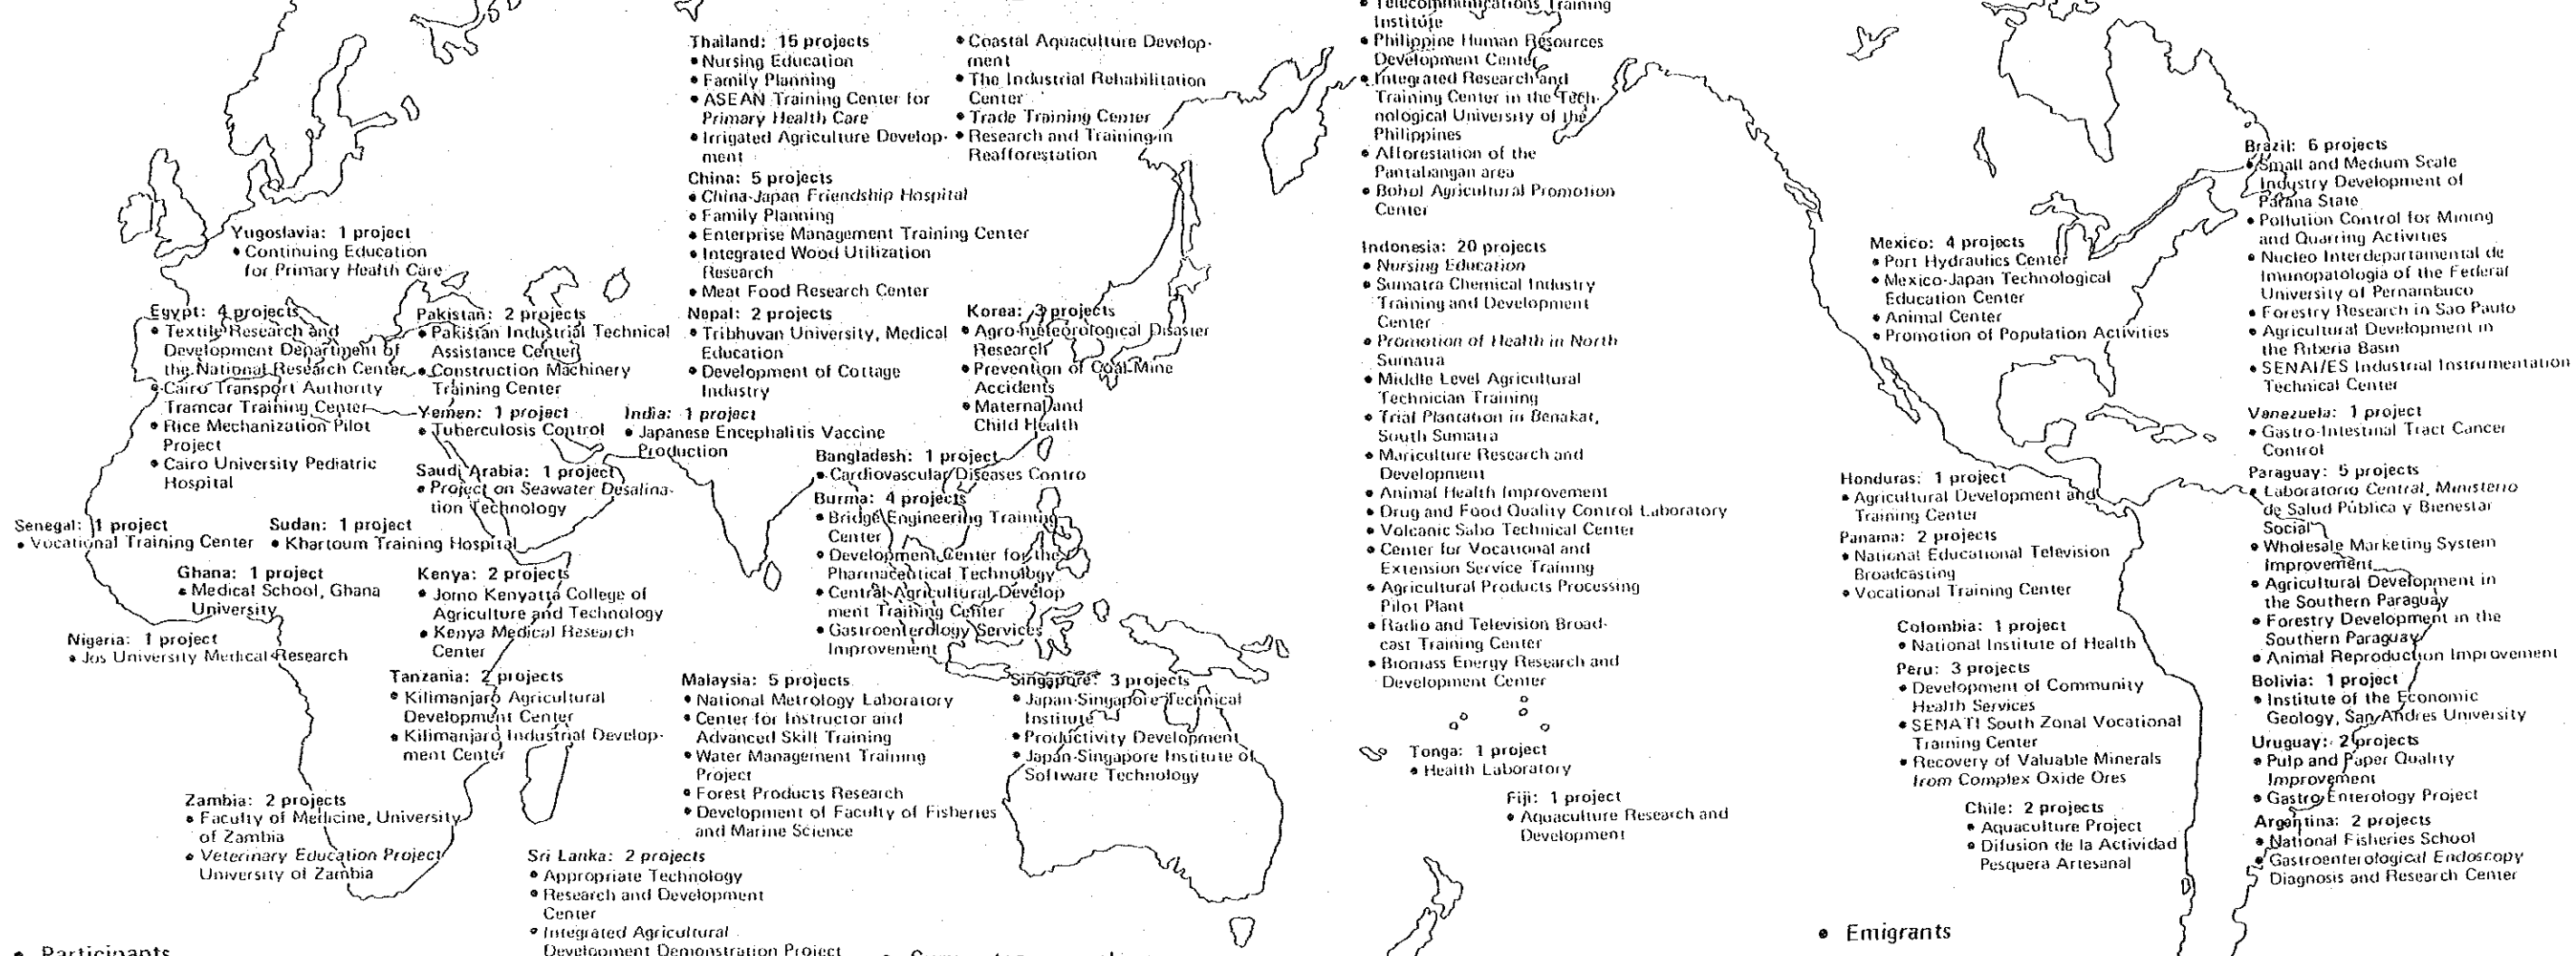 Thailand: 15 projects
• Nursing Education
• Family Planning
• ASEAN Training Center for
Primary Health Care
• Irrigated Agriculture Develop-
ment
• Coastal Aquaculture Develop-
ment
• The Industrial Rehabilitation
Center
• Trade Training Center
• Research and Training in
Reafforestation
China: 5 projects
• China-Japan Friendship Hospital
• Family Planning
• Enterprise Management Training Center
• Integrated Wood Utilization
Research
• Meat Food Research Center
Nepal: 2 projects
• Tribhuvan University, Medical
Education
• Development of Cottage
Industry
Korea: 3 projects
• Agro-meteorological Disaster
Research
• Prevention of Coal-Mine
Accidents
• Maternal and
Child Health
Yugoslavia: 1 project
• Continuing Education
for Primary Health Care
Egypt: 4 projects
• Textile Research and
Development Department of
the National Research Center
• Cairo Transport Authority
Tramcar Training Center
• Rice Mechanization Pilot
Project
• Cairo University Pediatric
Hospital
Pakistan: 2 projects
• Pakistan Industrial Technical
Assistance Center
• Construction Machinery
Training Center
Yemen: 1 project
• Tuberculosis Control
India: 1 project
• Japanese Encephalitis Vaccine
Production
Saudi Arabia: 1 project
• Project on Seawater Desalina-
tion Technology
Bangladesh: 1 project
• Cardiovascular Diseases Contro
Burma: 4 projects
• Bridge Engineering Training
Center
• Development Center for the
Pharmaceutical Technology
• Central Agricultural Develop
ment Training Center
• Gastroenterology Services
Improvement
Senegal: 1 project
• Vocational Training Center
Sudan: 1 project
• Khartoum Training Hospital
Ghana: 1 project
• Medical School, Ghana
University
Kenya: 2 projects
• Jomo Kenyatta College of
Agriculture and Technology
• Kenya Medical Research
Center
Nigeria: 1 project
• Jos University Medical Research
Tanzania: 2 projects
• Kilimanjaro Agricultural
Development Center
• Kilimanjaro Industrial Develop-
ment Center
Malaysia: 5 projects
• National Metrology Laboratory
• Center for Instructor and
Advanced Skill Training
• Water Management Training
Project
• Forest Products Research
• Development of Faculty of Fisheries
and Marine Science
Singapore: 3 projects
• Japan-Singapore Technical
Institute
• Productivity Development
• Japan-Singapore Institute of
Software Technology
Zambia: 2 projects
• Faculty of Medicine, University
of Zambia
• Veterinary Education Project
University of Zambia
Sri Lanka: 2 projects
• Appropriate Technology
• Research and Development
Center
• Integrated Agricultural
Development Demonstration Project
• Participants
• Telecommunications Training
Institute
• Philippine Human Resources
Development Center
• Integrated Research and
Training Center in the Tech-
nological University of the
Philippines
• Afforestation of the
Pantabangan area
• Bohol Agricultural Promotion
Center
Indonesia: 20 projects
• Nursing Education
• Sumatra Chemical Industry
Training and Development
Center
• Promotion of Health in North
Sumatra
• Middle Level Agricultural
Technician Training
• Trial Plantation in Benakat,
South Sumatra
• Mariculture Research and
Development
• Animal Health Improvement
• Drug and Food Quality Control Laboratory
• Volcanic Sabo Technical Center
• Center for Vocational and
Extension Service Training
• Agricultural Products Processing
Pilot Plant
• Radio and Television Broad-
cast Training Center
• Biomass Energy Research and
Development Center
Tonga: 1 project
• Health Laboratory
Fiji: 1 project
• Aquaculture Research and
Development
Mexico: 4 projects
• Port Hydraulics Center
• Mexico-Japan Technological
Education Center
• Animal Center
• Promotion of Population Activities
Honduras: 1 project
• Agricultural Development and
Training Center
Panama: 2 projects
• National Educational Television
Broadcasting
• Vocational Training Center
Colombia: 1 project
• National Institute of Health
Peru: 3 projects
• Development of Community
Health Services
• SENATI South Zonal Vocational
Training Center
• Recovery of Valuable Minerals
from Complex Oxide Ores
Chile: 2 projects
• Aquaculture Project
• Difusion de la Actividad
Pesquera Artesanal
• Emigrants
Brazil: 6 projects
• Small and Medium Scale
Industry Development of
Parana State
• Pollution Control for Mining
and Quarring Activities
• Nucleo Interdepartamental de
Imunopatologia of the Federal
University of Pernambuco
• Forestry Research in Sao Paulo
• Agricultural Development in
the Riberia Basin
• SENAI/ES Industrial Instrumentation
Technical Center
Venezuela: 1 project
• Gastro-Intestinal Tract Cancer
Control
Paraguay: 5 projects
• Laboratorio Central, Ministerio
de Salud Pública y Bienestar
Social
• Wholesale Marketing System
Improvement
• Agricultural Development in
the Southern Paraguay
• Forestry Development in the
Southern Paraguay
• Animal Reproduction Improvement
Bolivia: 1 project
• Institute of the Economic
Geology, San Andres University
Uruguay: 2 projects
• Pulp and Paper Quality
Improvement
• Gastro Enterology Project
Argentina: 2 projects
• National Fisheries School
• Gastroenterological Endoscopy
Diagnosis and Research Center